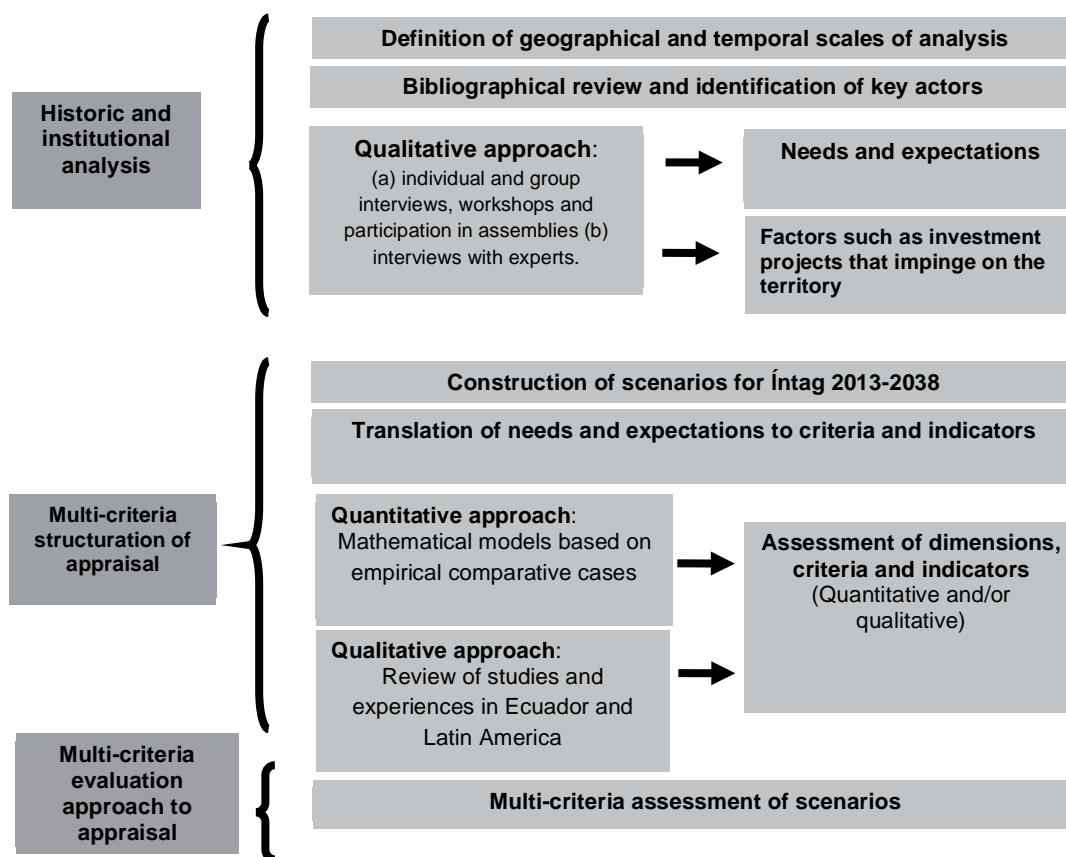 Historic and
institutional
analysis
Definition of geographical and temporal scales of analysis
Bibliographical review and identification of key actors
Qualitative approach:
(a) individual and group
interviews, workshops and
participation in assemblies (b)
interviews with experts.
Needs and expectations
Factors such as investment
projects that impinge on the
territory
Multi-criteria
structuration of
appraisal
Construction of scenarios for Íntag 2013-2038
Translation of needs and expectations to criteria and indicators
Quantitative approach:
Mathematical models based on
empirical comparative cases
Qualitative approach:
Review of studies and
experiences in Ecuador and
Latin America
Assessment of dimensions,
criteria and indicators
(Quantitative and/or
qualitative)
Multi-criteria
evaluation
approach to
appraisal
Multi-criteria assessment of scenarios